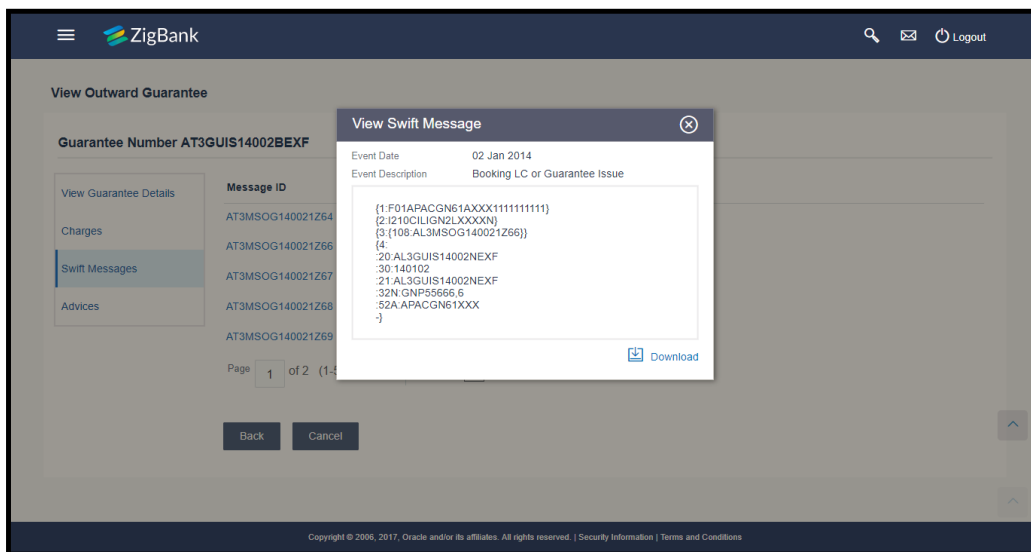 ZigBank
Logout
View Outward Guarantee
Guarantee Number AT3GUIS14002BEXF
View Guarantee Details
Charges
Swift Messages
Advices
Message ID
AT3MSOG140021Z64
AT3MSOG140021Z66
AT3MSOG140021Z67
AT3MSOG140021Z68
AT3MSOG140021Z69
Page 1 of 2 (1-5
View Swift Message
Event Date 02 Jan 2014
Event Description Booking LC or Guarantee Issue
{1:F01APACGN61AXXX1111111111}
{2:I210CILIGN2LXXXXN}
{3:{108:AL3MSOG140021Z66}}
{4:
:20:AL3GUIS14002NEXF
:30:140102
:21:AL3GUIS14002NEXF
:32N:GNP55666,6
:52A:APACGN61XXX
-}
Download
Back Cancel
Copyright © 2006, 2017, Oracle and/or its affiliates. All rights reserved. | Security Information | Terms and Conditions